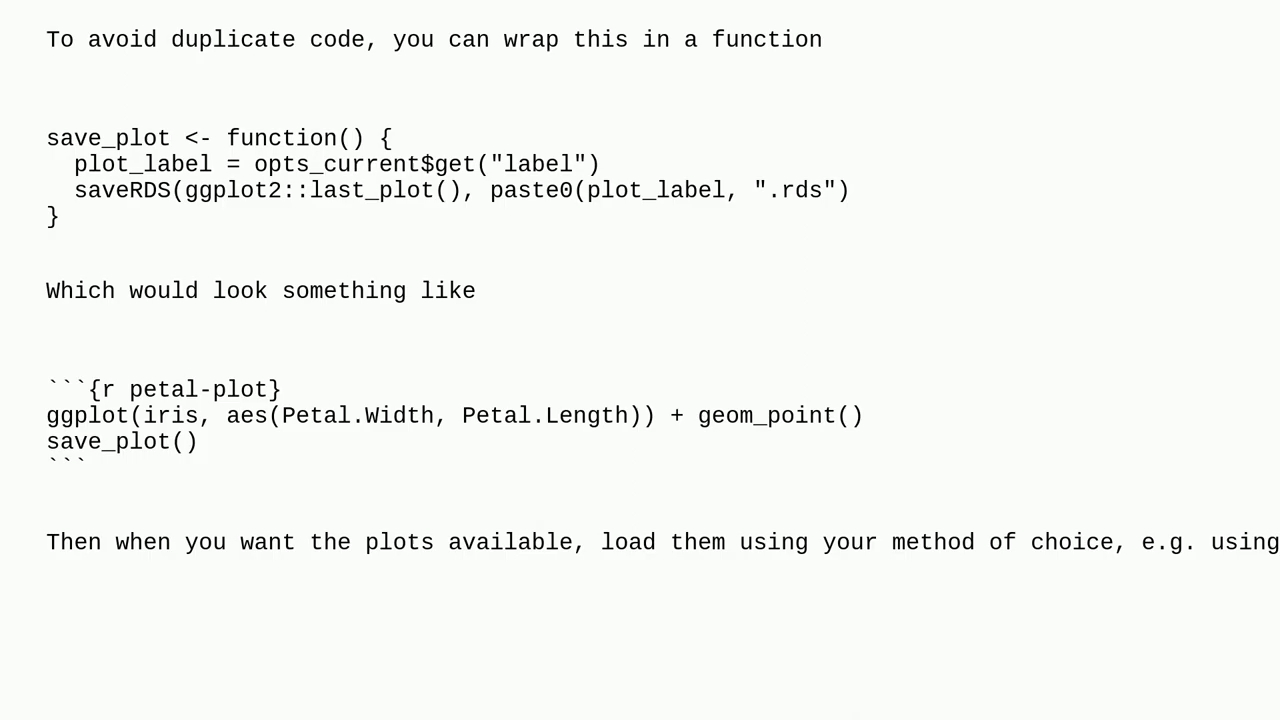 To avoid duplicate code, you can wrap this in a function
save_plot <- function() {
  plot_label = opts_current$get("label")
  saveRDS(ggplot2::last_plot(), paste0(plot_label, ".rds")
}
Which would look something like
```{r petal-plot}
ggplot(iris, aes(Petal.Width, Petal.Length)) + geom_point()
save_plot()
```
Then when you want the plots available, load them using your method of choice, e.g. using